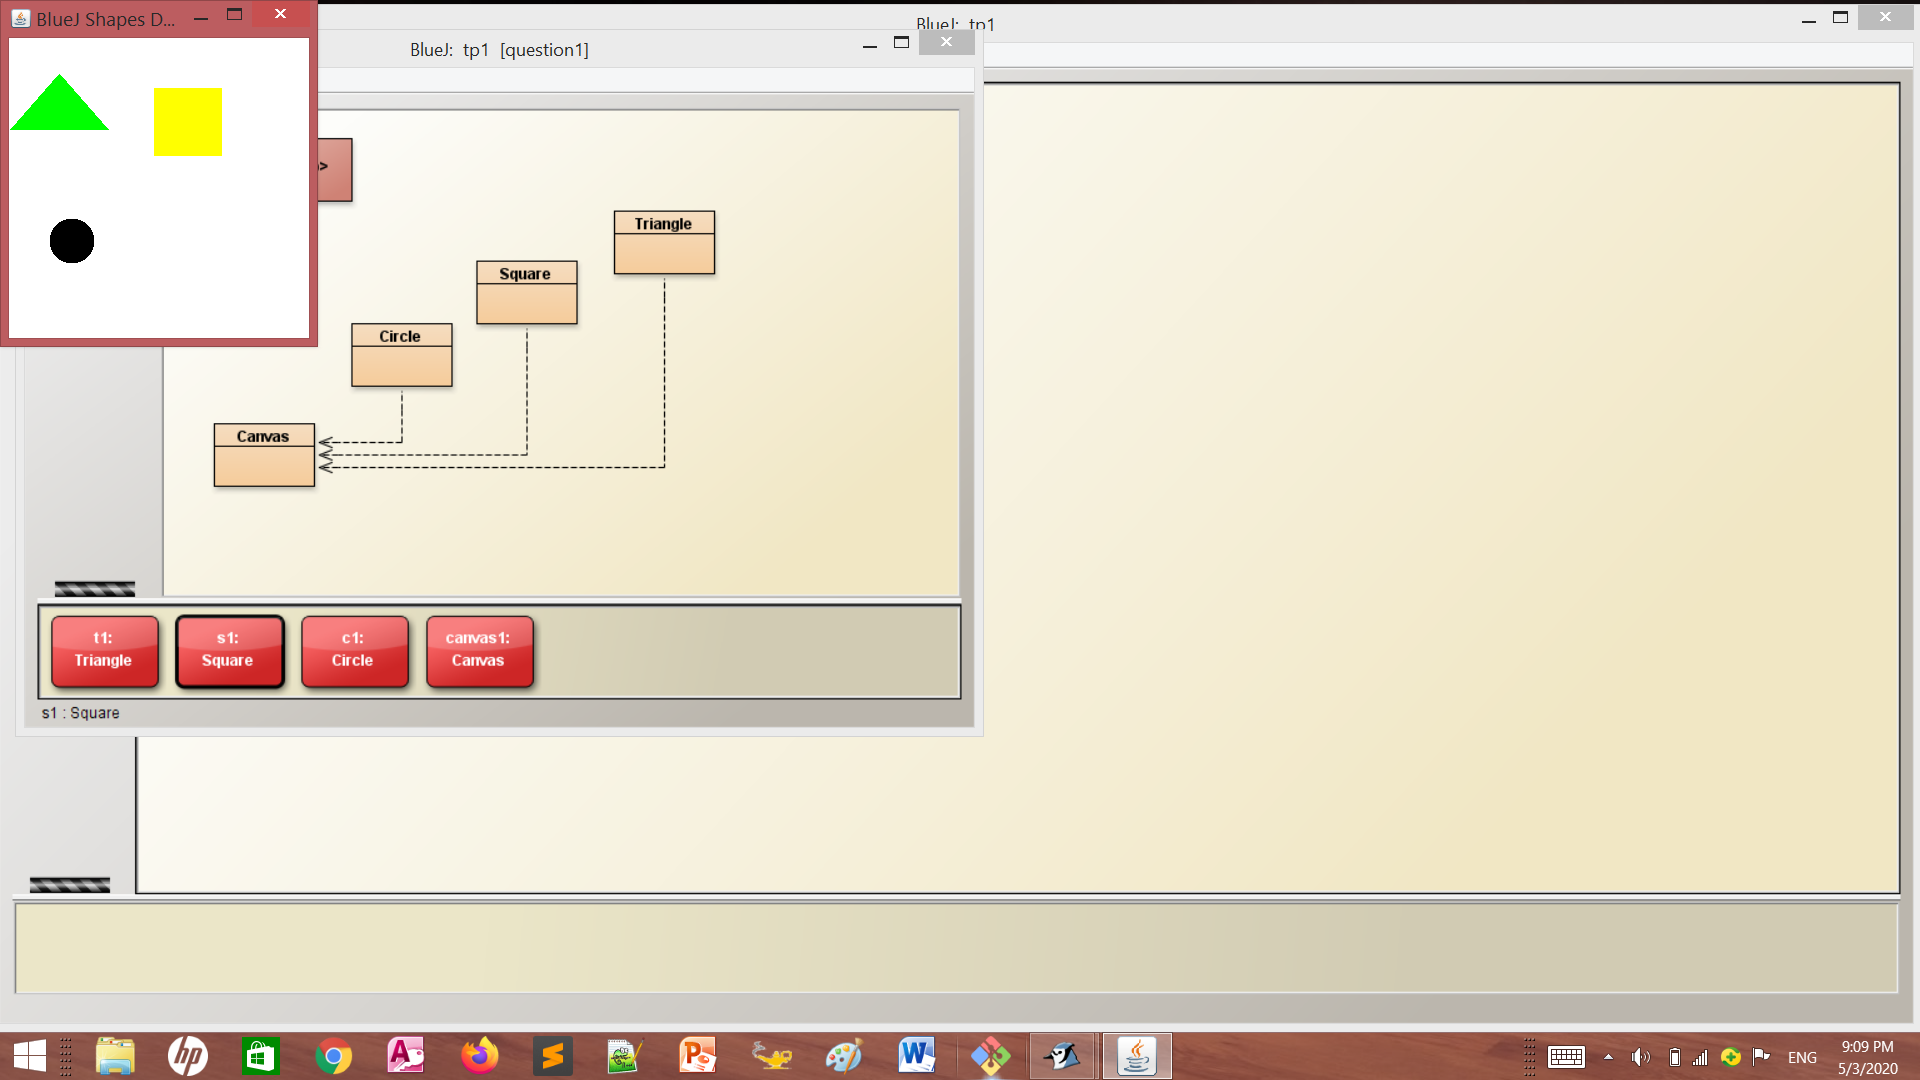 BlueJ Shapes D...
BlueJ: tp1
BlueJ: tp1 [question1]
>
Triangle
Square
Circle
Canvas
t1:
Triangle
s1:
Square
c1:
Circle
canvas1:
Canvas
s1 : Square
ENG
9:09 PM
5/3/2020